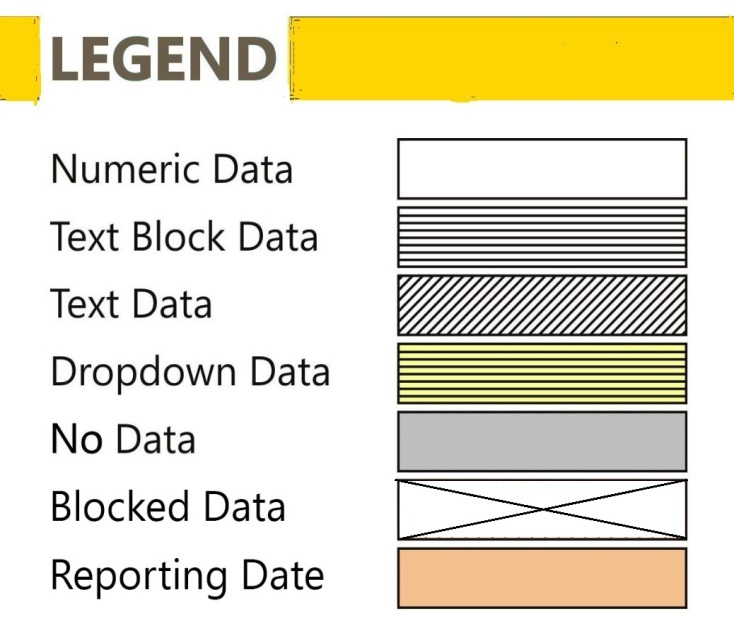 LEGEND
Numeric Data
Text Block Data
Text Data
Dropdown Data
No Data
Blocked Data
Reporting Date